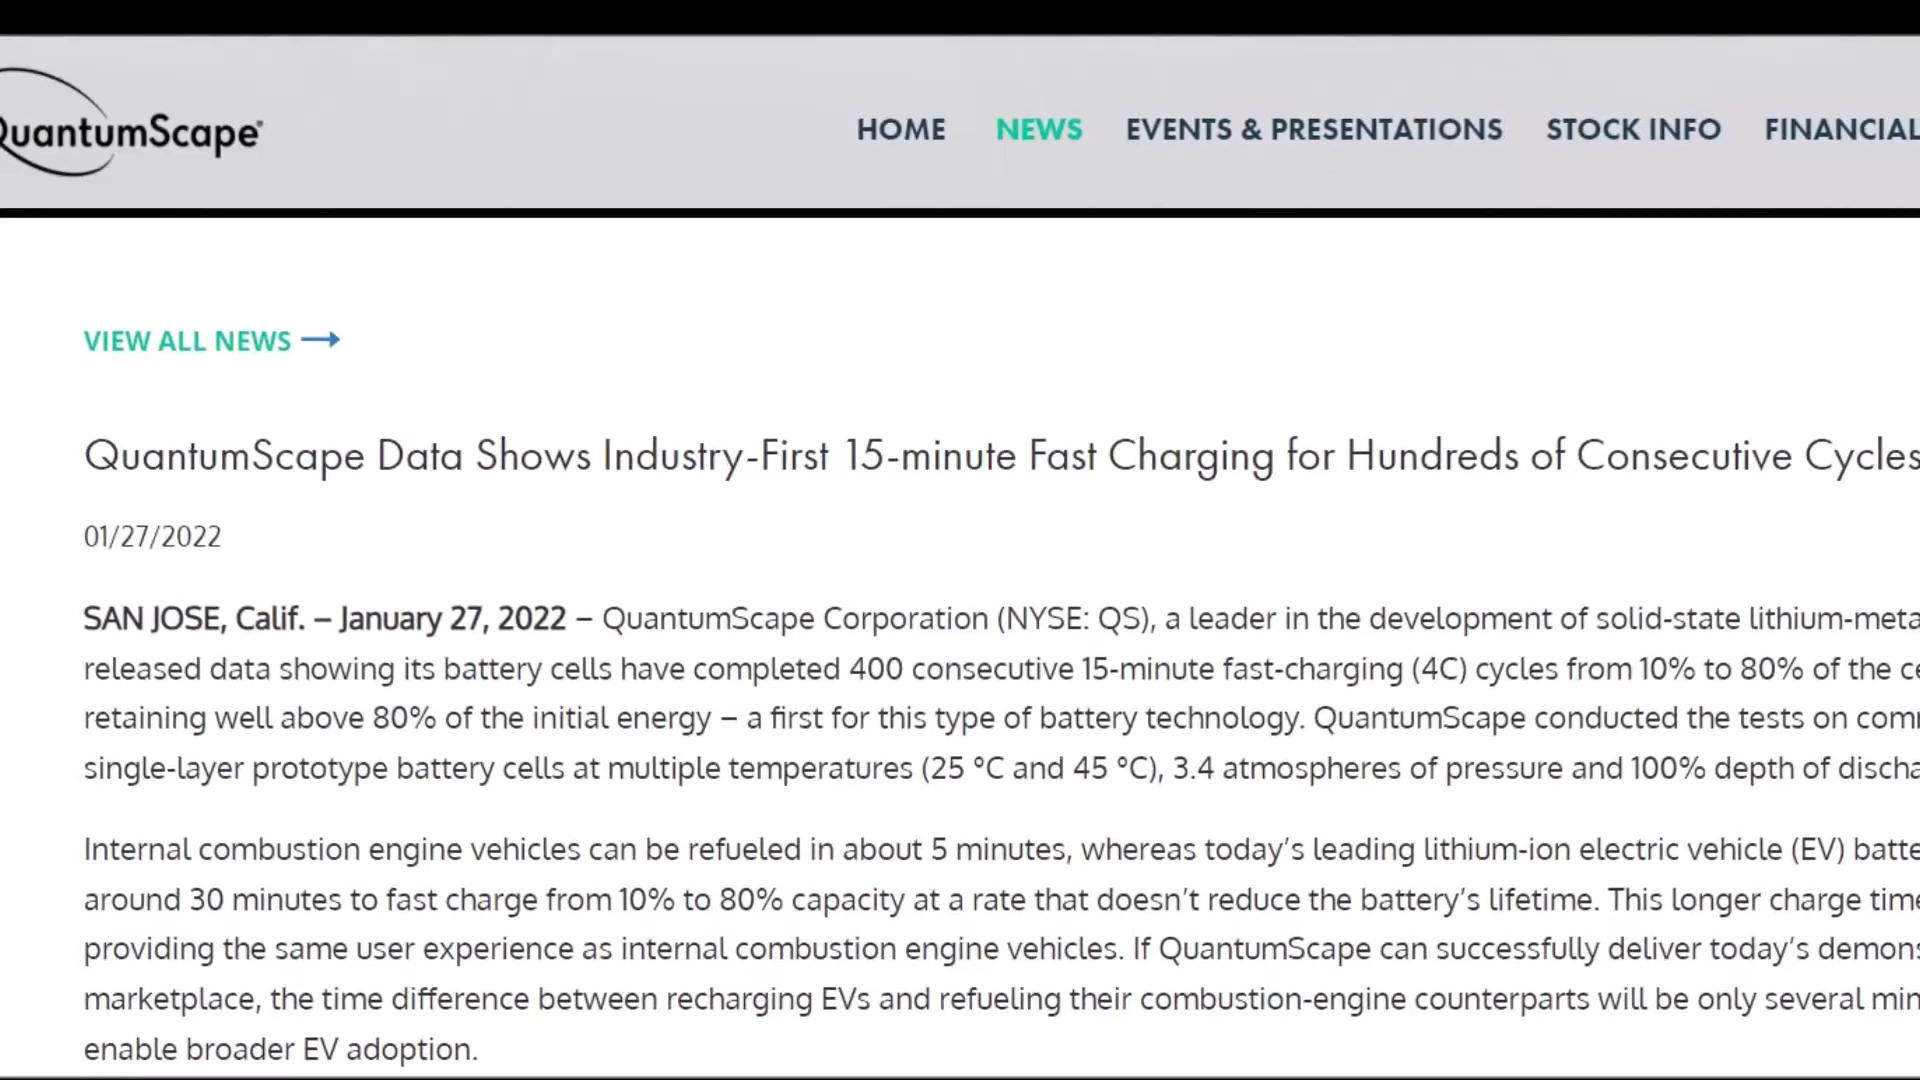 QuantumScape
HOME NEWS EVENTS & PRESENTATIONS STOCK INFO FINANCIAL
VIEW ALL NEWS →
QuantumScape Data Shows Industry-First 15-minute Fast Charging for Hundreds of Consecutive Cycles
01/27/2022
SAN JOSE, Calif. – January 27, 2022 – QuantumScape Corporation (NYSE: QS), a leader in the development of solid-state
released data showing its battery cells have completed 400 consecutive 15-minute fast-charging (4C) cycles from 10% to 80% of the
retaining well above 80% of the initial energy – a first for this type of battery technology. QuantumScape conducted the tests on
single-layer prototype battery cells at multiple temperatures (25 °C and 45 °C), 3.4 atmospheres of pressure and 100% depth of
Internal combustion engine vehicles can be refueled in about 5 minutes, whereas today’s leading lithium-ion electric vehicle (EV)
around 30 minutes to fast charge from 10% to 80% capacity at a rate that doesn’t reduce the battery’s lifetime. This longer charge
providing the same user experience as internal combustion engine vehicles. If QuantumScape can successfully deliver today’s
marketplace, the time difference between recharging EVs and refueling their combustion-engine counterparts will be only several
enable broader EV adoption.